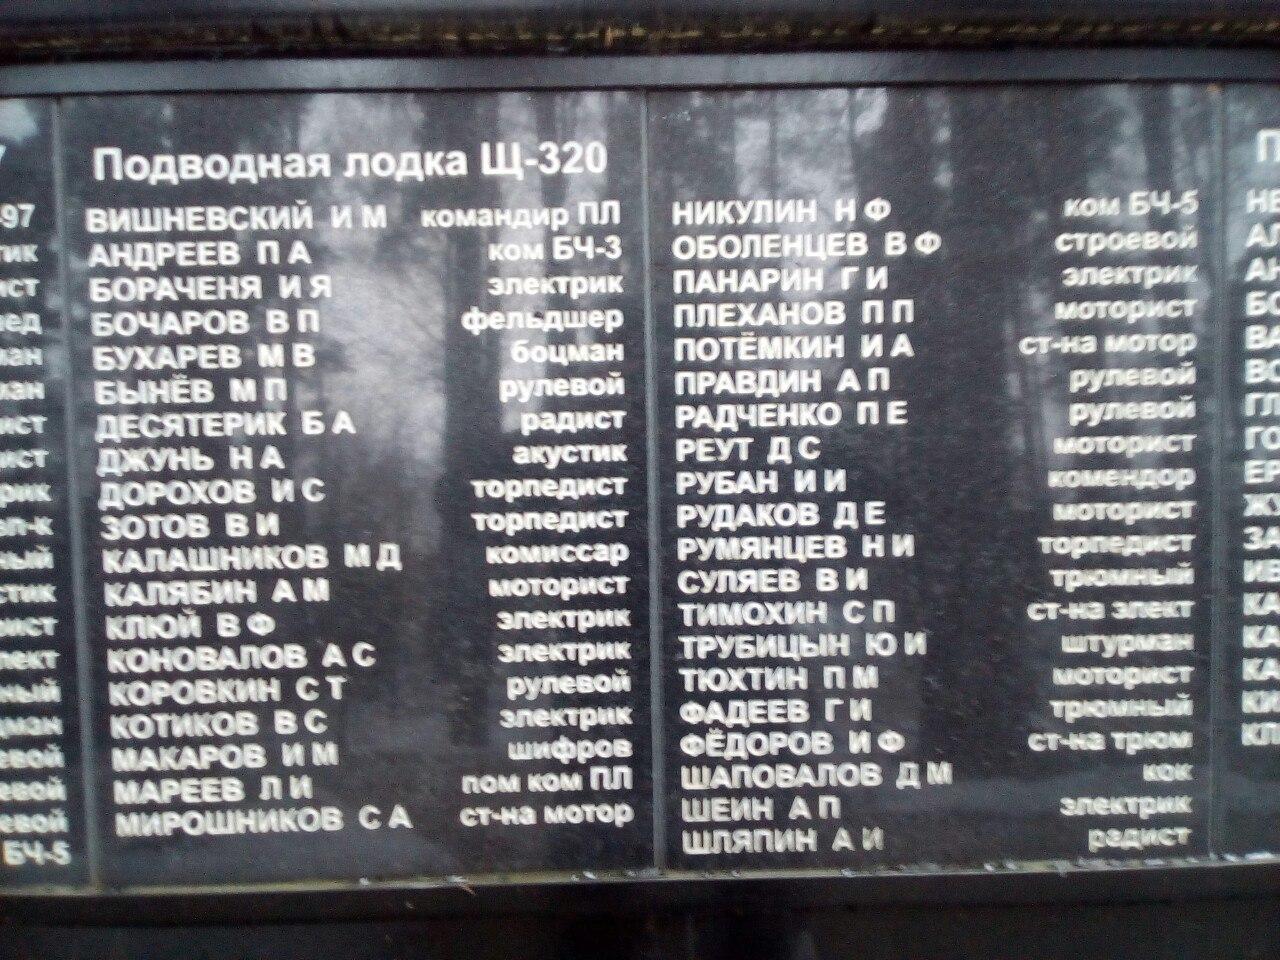 Подводная лодка Щ-320
ВИШНЕВСКИЙ И М командир ПЛ
АНДРЕЕВ П А ком БЧ-3
БОРАЧЕНЯ И Я электрик
БОЧАРОВ В П фельдшер
БУХАРЕВ М В боцман
БЫНЁВ М П рулевой
ДЕСЯТЕРИК Б А радист
ДЖУНЬ Н А акустик
ДОРОХОВ И С торпедист
ЗОТОВ В И торпедист
КАЛАШНИКОВ М Д комиссар
КАЛЯБИН А М моторист
КЛЮЙ В Ф электрик
КОНОВАЛОВ А С электрик
КОРОВКИН С Т рулевой
КОТИКОВ В С электрик
МАКАРОВ И М шифров
МАРЕЕВ Л И пом ком ПЛ
МИРОШНИКОВ С А ст-на мотор
НИКУЛИН Н Ф ком БЧ-5
ОБОЛЕНЦЕВ В Ф строевой
ПАНАРИН Г И электрик
ПЛЕХАНОВ П П моторист
ПОТЁМКИН И А ст-на мотор
ПРАВДИН А П рулевой
РАДЧЕНКО П Е рулевой
РЕУТ Д С моторист
РУБАН И И комендор
РУДАКОВ Д Е моторист
РУМЯНЦЕВ Н И торпедист
СУЛЯЕВ В И трюмный
ТИМОХИН С П ст-на элект
ТРУБИЦЫН Ю И штурман
ТЮХТИН П М моторист
ФАДЕЕВ Г И трюмный
ФЁДОРОВ И Ф ст-на трюм
ШАПОВАЛОВ Д М кок
ШЕИН А П электрик
ШЛЯПИН А И радист